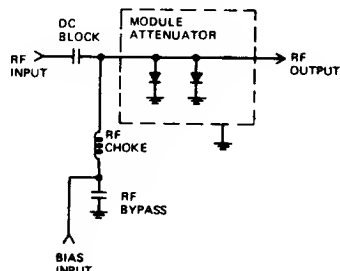 DC
BLOCK
MODULE
ATTENUATOR
RF
INPUT
RF
OUTPUT
RF
CHOKE
RF
BYPASS
BIAS
INPUT